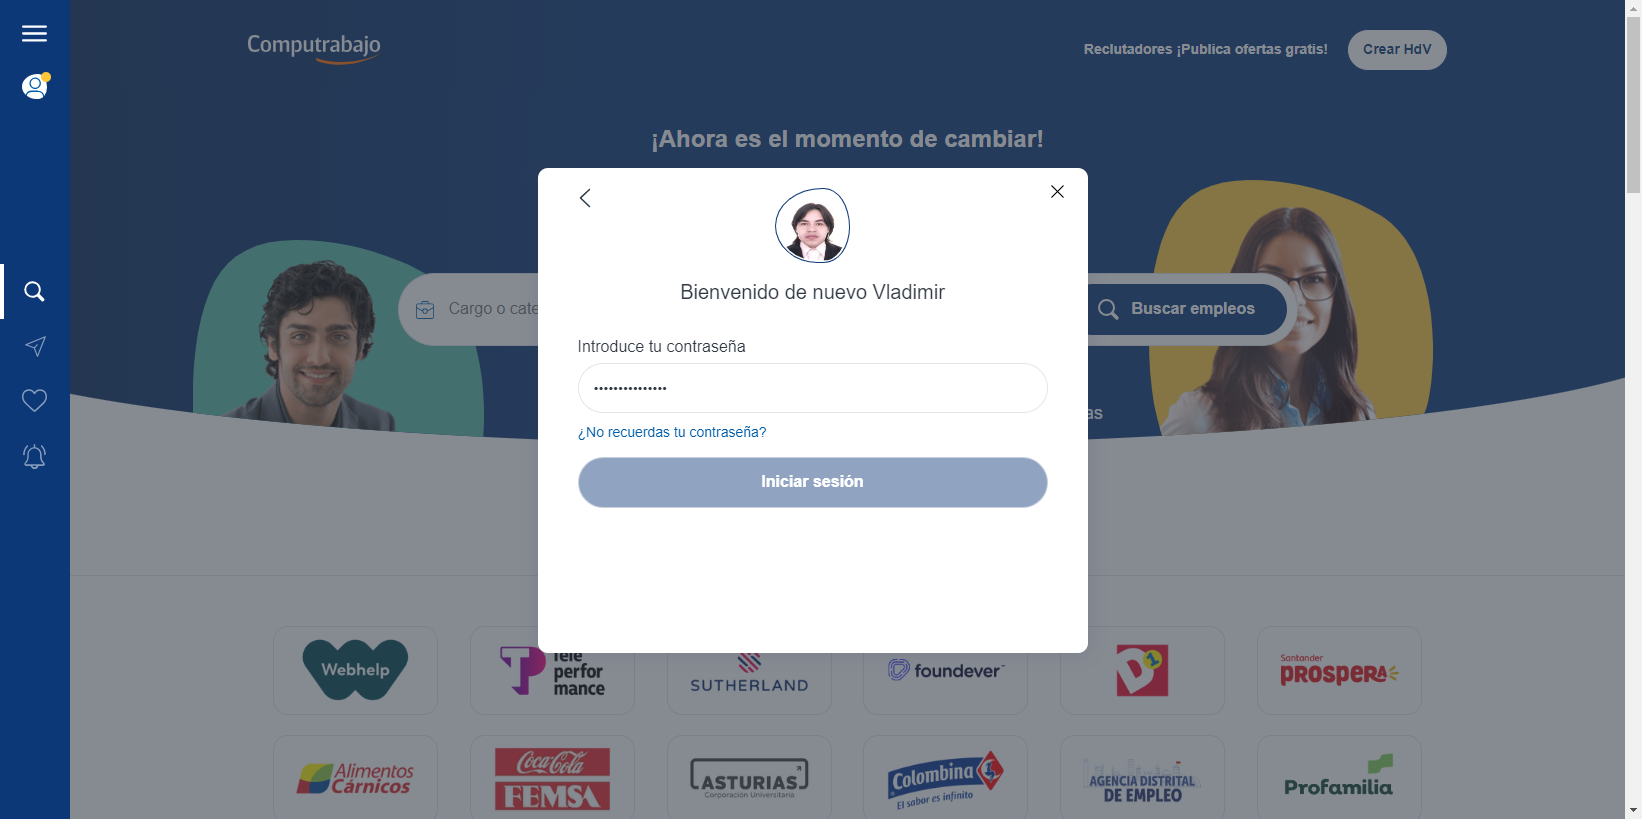 Computrabajo
Reclutadores ¡Publica ofertas gratis!
Crear HdV
¡Ahora es el momento de cambiar!
Bienvenido de nuevo Vladimir
Cargo o cate
Buscar empleos
Introduce tu contraseña
•••••••••••••••
as
¿No recuerdas tu contraseña?
Iniciar sesión
Webhelp
Tele
perfor
mance
SUTHERLAND
foundever
D1
Santander
PROSPERA
Alimentos
Cárnicos
Coca-Cola
FEMSA
ASTURIAS
Corporación Universitaria
Colombina
El sabor es infinito
AGENCIA DISTRITAL
DE EMPLEO
Profamilia